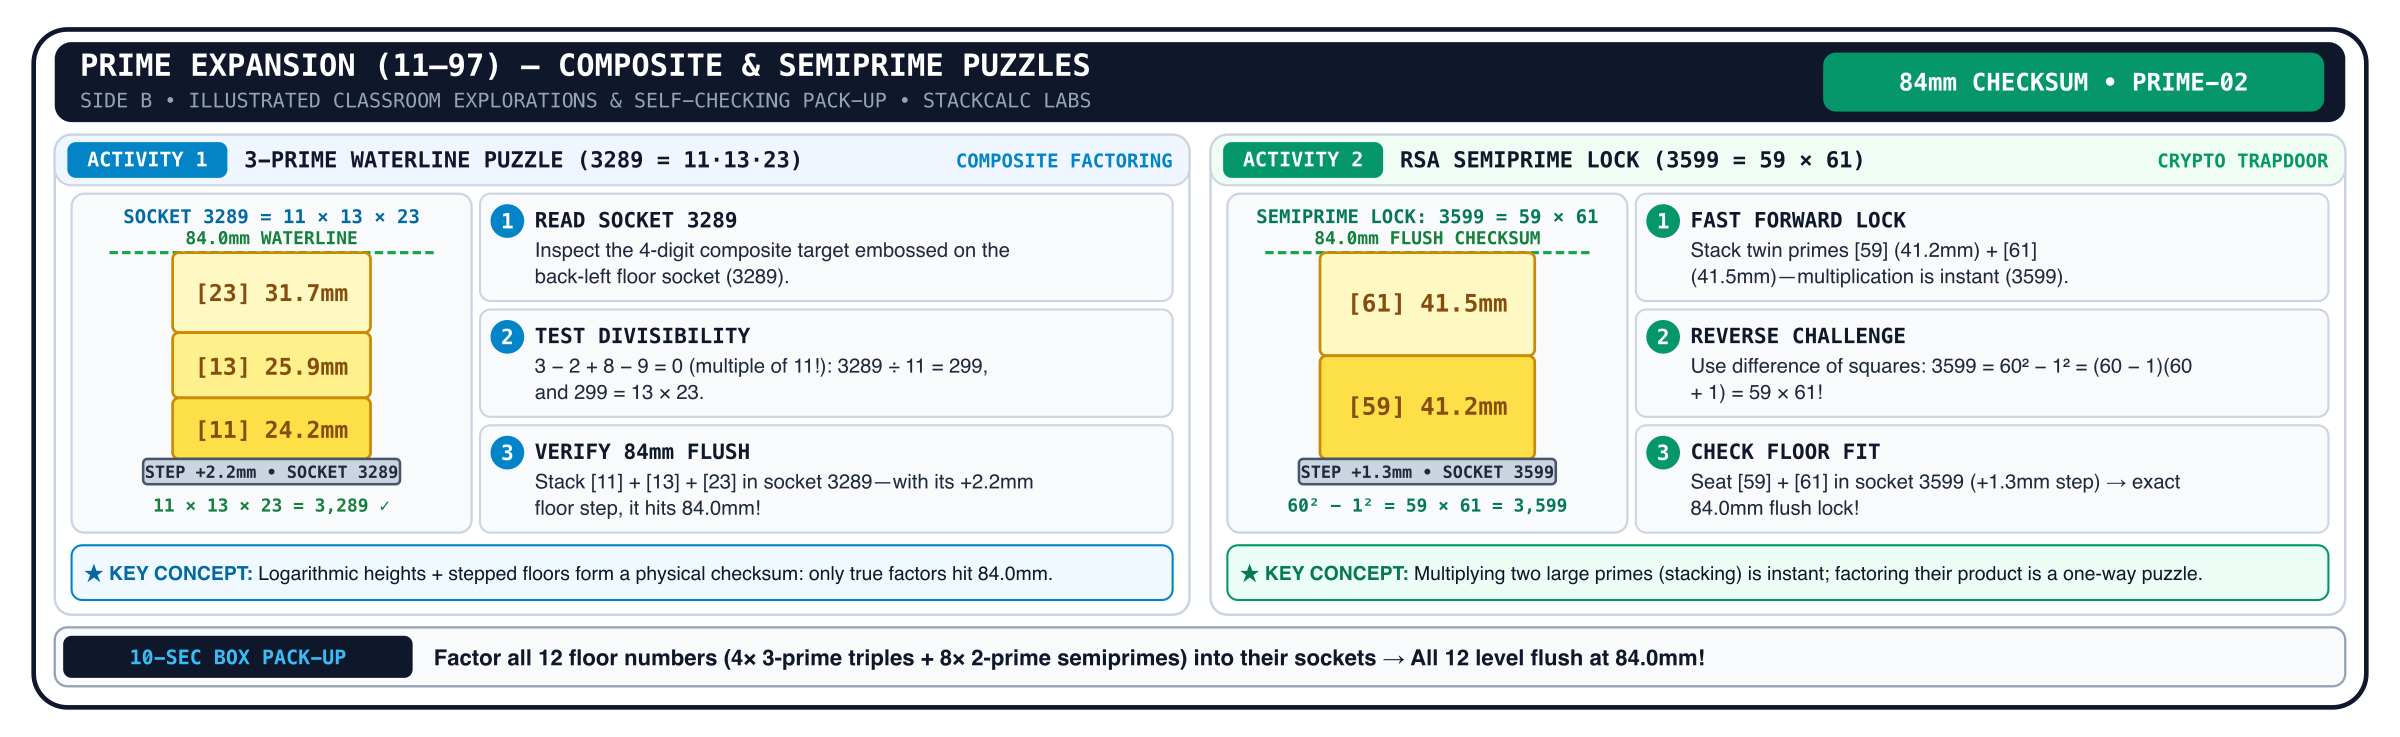 PRIME EXPANSION (11–97) — COMPOSITE & SEMIPRIME PUZZLES
SIDE B • ILLUSTRATED CLASSROOM EXPLORATIONS & SELF-CHECKING PACK-UP • STACKCALC LABS
84mm CHECKSUM • PRIME-02
ACTIVITY 1
3-PRIME WATERLINE PUZZLE (3289 = 11·13·23)
COMPOSITE FACTORING
SOCKET 3289 = 11 × 13 × 23
84.0mm WATERLINE
[23] 31.7mm
[13] 25.9mm
[11] 24.2mm
STEP +2.2mm • SOCKET 3289
11 × 13 × 23 = 3,289 ✓
1 READ SOCKET 3289
Inspect the 4-digit composite target embossed on the
back-left floor socket (3289).
2 TEST DIVISIBILITY
3 − 2 + 8 − 9 = 0 (multiple of 11!): 3289 ÷ 11 = 299,
and 299 = 13 × 23.
3 VERIFY 84mm FLUSH
Stack [11] + [13] + [23] in socket 3289—with its +2.2mm
floor step, it hits 84.0mm!
★ KEY CONCEPT: Logarithmic heights + stepped floors form a physical checksum: only true factors hit 84.0mm.
ACTIVITY 2
RSA SEMIPRIME LOCK (3599 = 59 × 61)
CRYPTO TRAPDOOR
SEMIPRIME LOCK: 3599 = 59 × 61
84.0mm FLUSH CHECKSUM
[61] 41.5mm
[59] 41.2mm
STEP +1.3mm • SOCKET 3599
60² − 1² = 59 × 61 = 3,599
1 FAST FORWARD LOCK
Stack twin primes [59] (41.2mm) + [61]
(41.5mm)—multiplication is instant (3599).
2 REVERSE CHALLENGE
Use difference of squares: 3599 = 60² − 1² = (60 − 1)(60
+ 1) = 59 × 61!
3 CHECK FLOOR FIT
Seat [59] + [61] in socket 3599 (+1.3mm step) → exact
84.0mm flush lock!
★ KEY CONCEPT: Multiplying two large primes (stacking) is instant; factoring their product is a one-way puzzle.
10-SEC BOX PACK-UP
Factor all 12 floor numbers (4× 3-prime triples + 8× 2-prime semiprimes) into their sockets → All 12 level flush at 84.0mm!